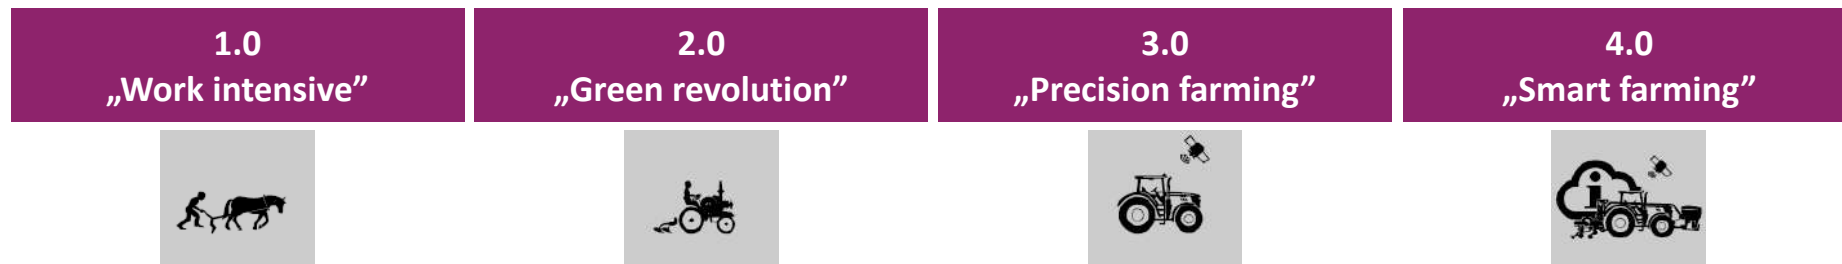 1.0
„Work intensive”
2.0
„Green revolution”
3.0
„Precision farming”
4.0
„Smart farming”
i